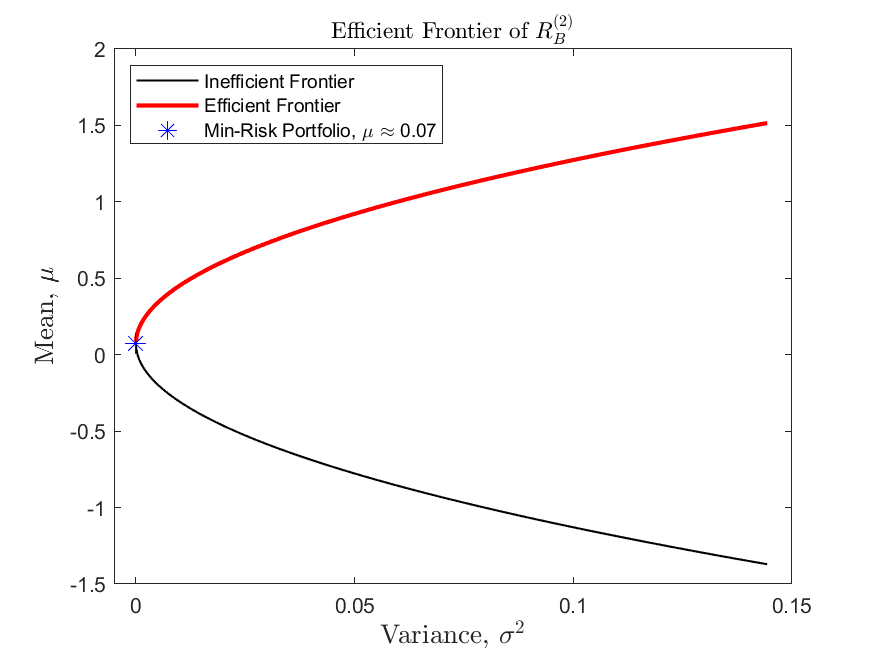 Efficient Frontier of $R_B^{(2)}$
2
Inefficient Frontier
Efficient Frontier
Min-Risk Portfolio, μ ≈ 0.07
1.5
1
0.5
0
-0.5
-1
-1.5
Mean, μ
0
0.05
0.1
0.15
Variance, σ²